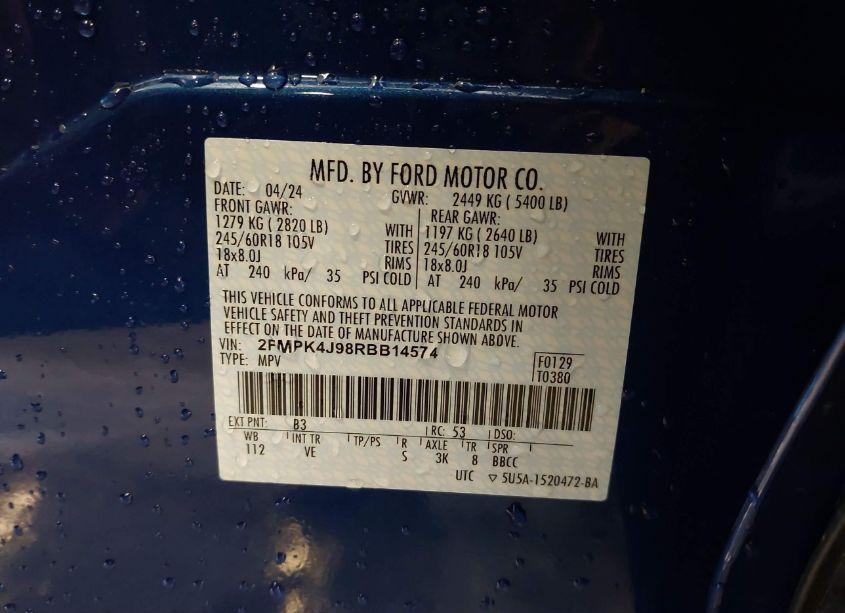 MFD. BY FORD MOTOR CO.
DATE: 04/24 GVWR: 2449 KG ( 5400 LB)
FRONT GAWR: REAR GAWR:
1279 KG ( 2820 LB) WITH 1197 KG ( 2640 LB) WITH
245/60R18 105V TIRES 245/60R18 105V TIRES
18x8.0J RIMS 18x8.0J RIMS
AT 240 kPa/ 35 PSI COLD AT 240 kPa/ 35 PSI COLD
THIS VEHICLE CONFORMS TO ALL APPLICABLE FEDERAL MOTOR
VEHICLE SAFETY AND THEFT PREVENTION STANDARDS IN
EFFECT ON THE DATE OF MANUFACTURE SHOWN ABOVE.
VIN: 2FMPK4J98RBB14574
TYPE: MPV
F0129
T0380
EXT PNT: B3 RC: 53 DSO:
WB INT TR TP/PS R AXLE TR SPR
112 VE S 3K 8 BBCC
UTC ▽ 5U5A-1520472-BA